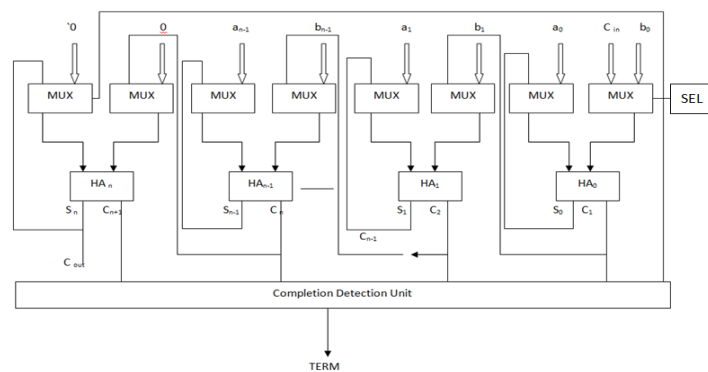 `0 0 aₙ₋₁ bₙ₋₁ a₁ b₁ a₀ C in b₀
MUX MUX MUX MUX MUX MUX MUX MUX SEL
HA n HAₙ₋₁ HA₁ HA₀
S n Cₙ₊₁ Sₙ₋₁ C n S₁ C₂ S₀ C₁
Cₙ₋₁
C out
Completion Detection Unit
TERM